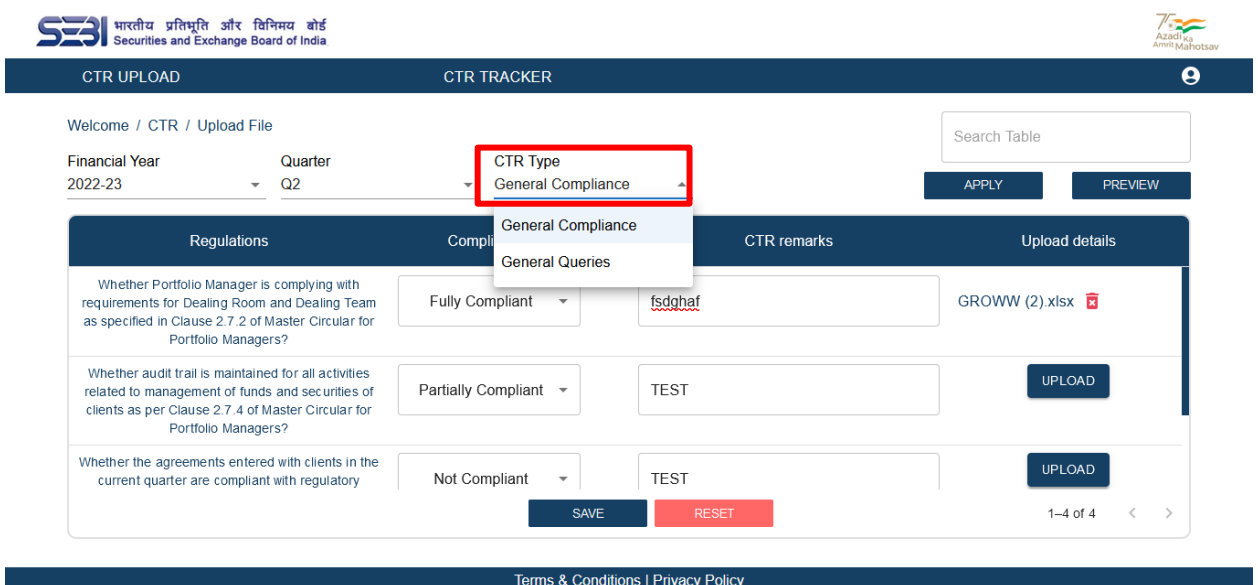 भारतीय प्रतिभूति और विनिमय बोर्ड
SEBI Securities and Exchange Board of India
75
Azadi Ka
Amrit Mahotsav
CTR UPLOAD CTR TRACKER
Welcome / CTR / Upload File
Search Table
Financial Year Quarter CTR Type
2022-23 Q2 General Compliance
APPLY PREVIEW
General Compliance
General Queries
Regulations Compli CTR remarks Upload details
Whether Portfolio Manager is complying with
requirements for Dealing Room and Dealing Team
as specified in Clause 2.7.2 of Master Circular for
Portfolio Managers?
Fully Compliant fsdghaf GROWW (2).xlsx
Whether audit trail is maintained for all activities
related to management of funds and securities of
clients as per Clause 2.7.4 of Master Circular for
Portfolio Managers?
Partially Compliant TEST UPLOAD
Whether the agreements entered with clients in the
current quarter are compliant with regulatory
Not Compliant TEST UPLOAD
SAVE RESET 1–4 of 4
Terms & Conditions | Privacy Policy